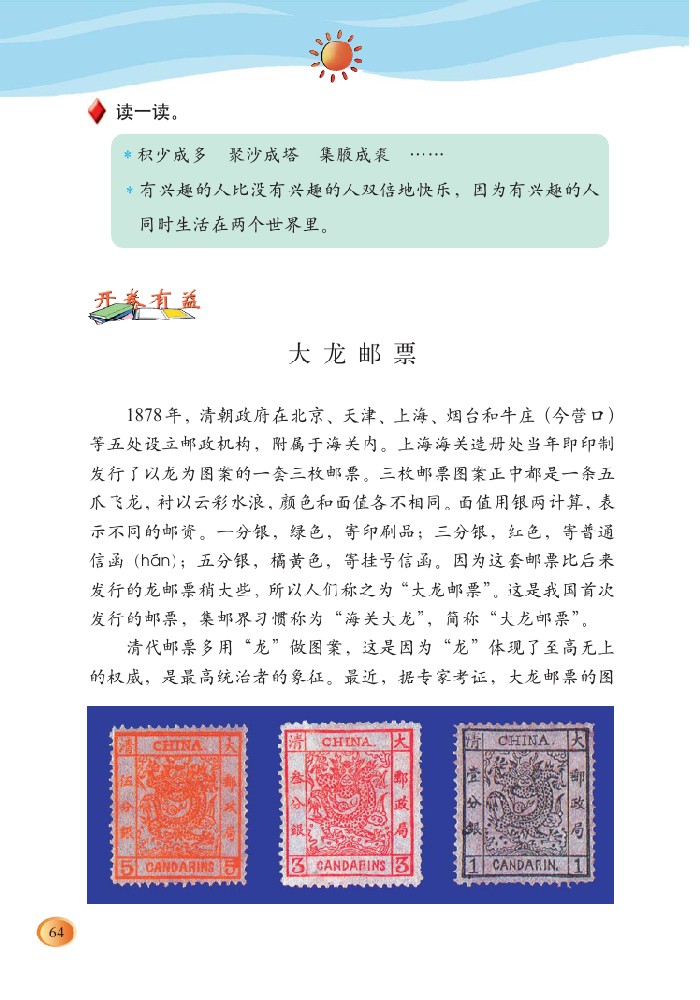 读一读。
*积少成多 聚沙成塔 集腋成裘 ……
*有兴趣的人比没有兴趣的人双倍地快乐，因为有兴趣的人
同时生活在两个世界里。
开卷有益
大龙邮票
1878年，清朝政府在北京、天津、上海、烟台和牛庄（今营口）
等五处设立邮政机构，附属于海关内。上海海关造册处当年即印制
发行了以龙为图案的一套三枚邮票。三枚邮票图案正中都是一条五
爪飞龙，衬以云彩水浪，颜色和面值各不相同。面值用银两计算，表
示不同的邮资。一分银，绿色，寄印刷品；三分银，红色，寄普通
信函（hán）；五分银，橘黄色，寄挂号信函。因为这套邮票比后来
发行的龙邮票稍大些，所以人们称之为“大龙邮票”。这是我国首次
发行的邮票，集邮界习惯称为“海关大龙”，简称“大龙邮票”。
清代邮票多用“龙”做图案，这是因为“龙”体现了至高无上
的权威，是最高统治者的象征。最近，据专家考证，大龙邮票的图
清 CHINA. 大
伍分銀
郵政局
5 CANDARINS 5
清 CHINA. 大
叁分銀
郵政局
3 CANDARINS 3
清 CHINA. 大
壹分銀
郵政局
1 CANDARIN. 1
64